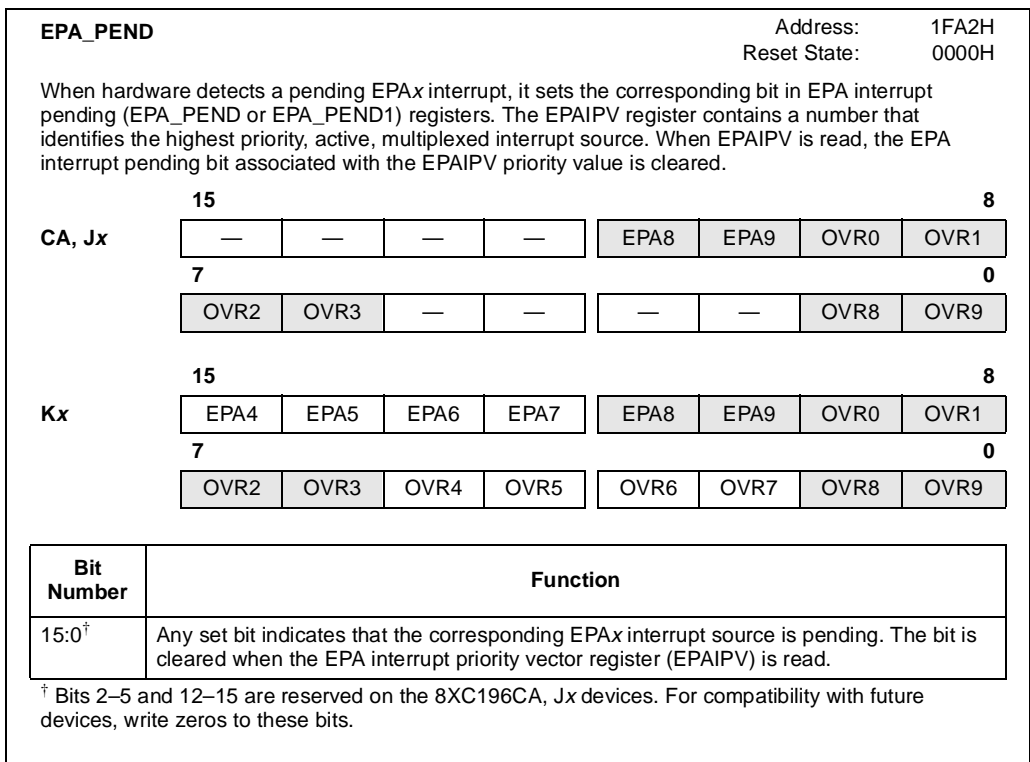 EPA_PEND Address: 1FA2H
Reset State: 0000H
When hardware detects a pending EPAx interrupt, it sets the corresponding bit in EPA interrupt
pending (EPA_PEND or EPA_PEND1) registers. The EPAIPV register contains a number that
identifies the highest priority, active, multiplexed interrupt source. When EPAIPV is read, the EPA
interrupt pending bit associated with the EPAIPV priority value is cleared.
15 8
CA, Jx — — — — EPA8 EPA9 OVR0 OVR1
7 0
OVR2 OVR3 — — — — OVR8 OVR9
15 8
Kx EPA4 EPA5 EPA6 EPA7 EPA8 EPA9 OVR0 OVR1
7 0
OVR2 OVR3 OVR4 OVR5 OVR6 OVR7 OVR8 OVR9
Bit
Number Function
15:0† Any set bit indicates that the corresponding EPAx interrupt source is pending. The bit is
cleared when the EPA interrupt priority vector register (EPAIPV) is read.
† Bits 2–5 and 12–15 are reserved on the 8XC196CA, Jx devices. For compatibility with future
devices, write zeros to these bits.